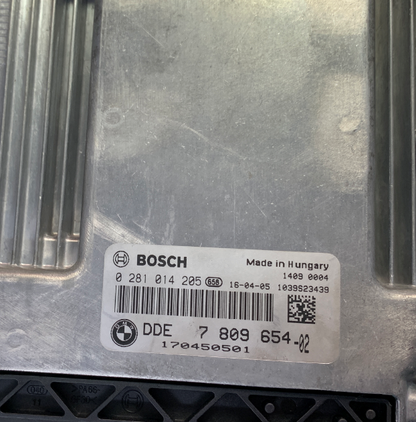 BOSCH
Made in Hungary
1409 0004
0 281 014 205 658 16-04-05 1039S23439
DDE 7 809 654-02
170450501